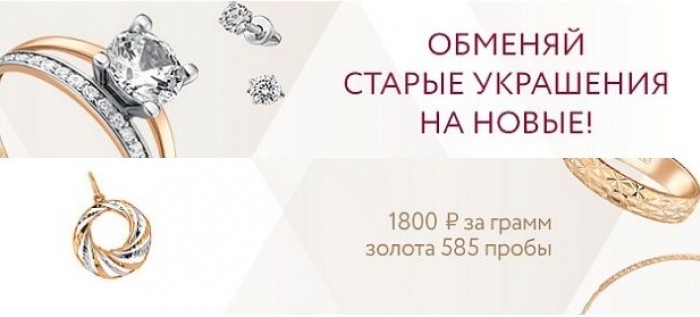 ОБМЕНЯЙ
СТАРЫЕ УКРАШЕНИЯ
НА НОВЫЕ!
1800 ₽ за грамм
золота 585 пробы